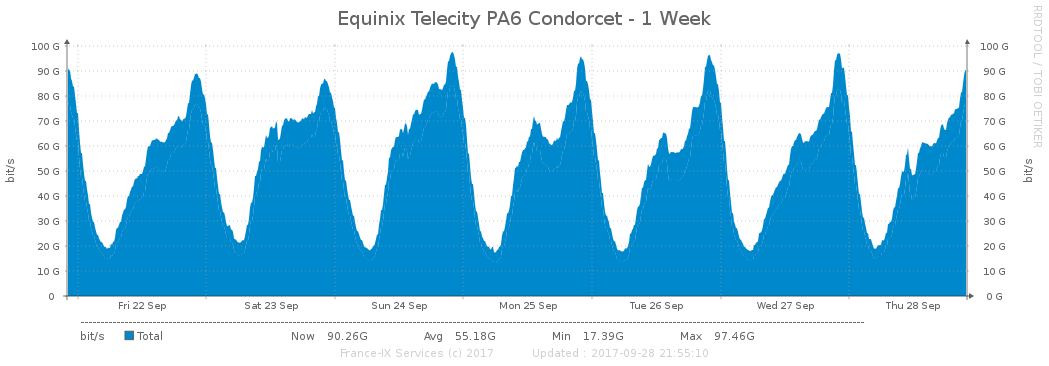 Equinix Telecity PA6 Condorcet - 1 Week
RRDTOOL / TOBI OETIKER
100 G 100 G
90 G 90 G
80 G 80 G
70 G 70 G
60 G 60 G
50 G 50 G
40 G 40 G
30 G 30 G
20 G 20 G
10 G 10 G
0 0 G
bit/s bit/s
Fri 22 Sep Sat 23 Sep Sun 24 Sep Mon 25 Sep Tue 26 Sep Wed 27 Sep Thu 28 Sep
bit/s Total Now 90.26G Avg 55.18G Min 17.39G Max 97.46G
France-IX Services (c) 2017 Updated : 2017-09-28 21:55:10